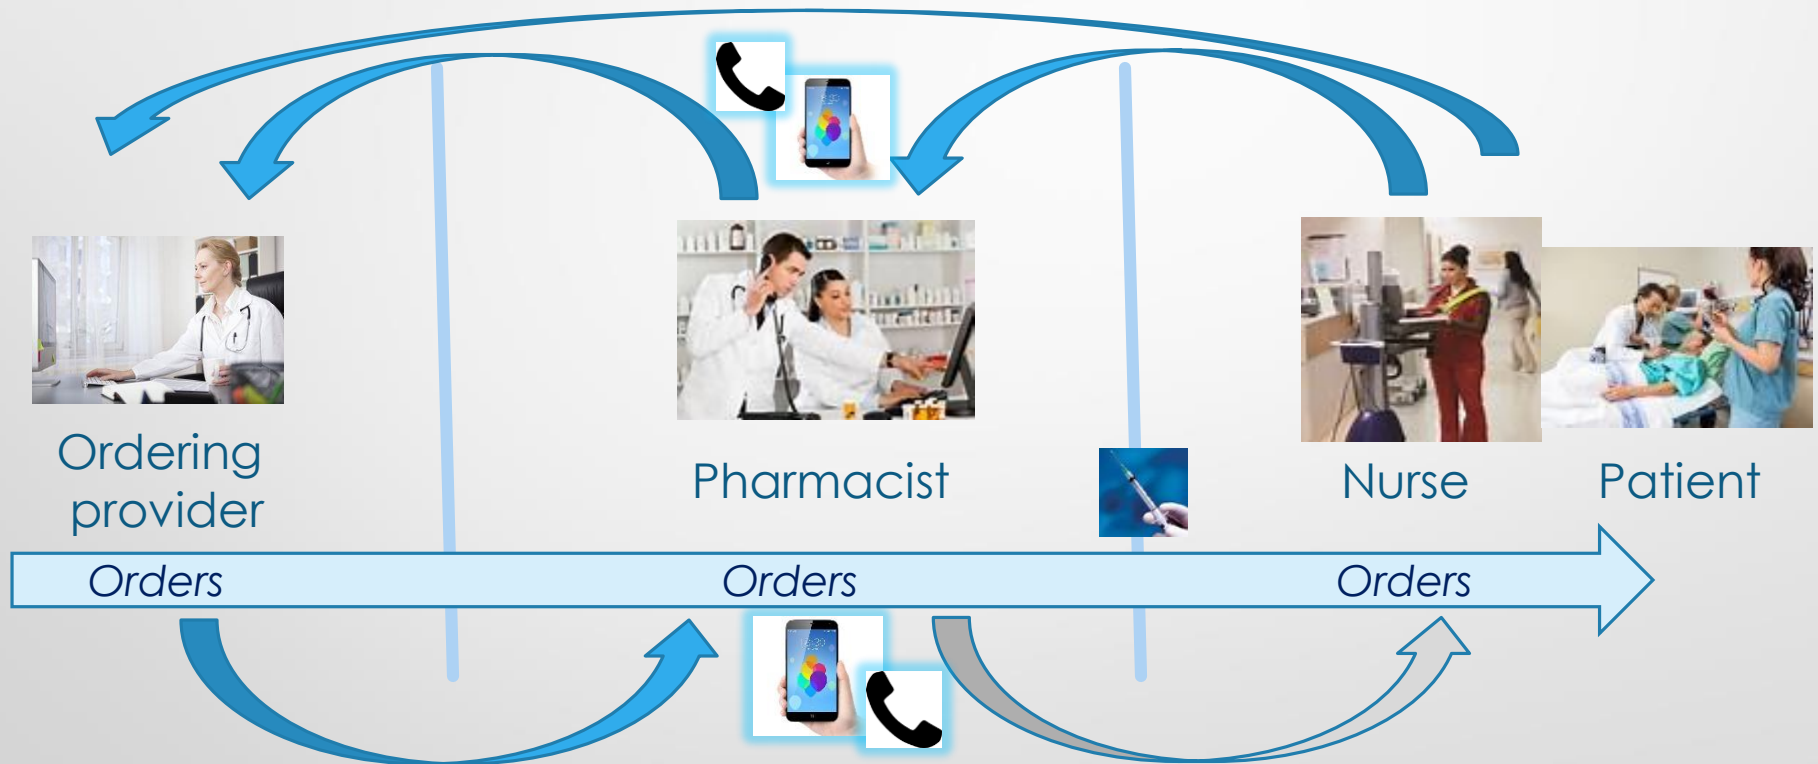 Ordering
provider
Pharmacist
Nurse
Patient
Orders
Orders
Orders